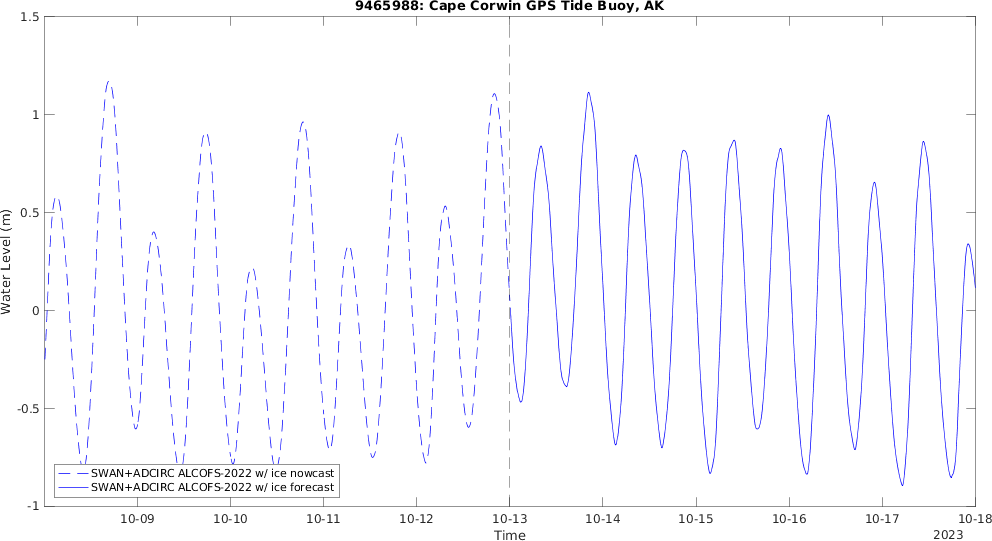 9465988: Cape Corwin GPS Tide Buoy, AK
1.5
1
0.5
0
-0.5
-1
Water Level (m)
SWAN+ADCIRC ALCOFS-2022 w/ ice nowcast
SWAN+ADCIRC ALCOFS-2022 w/ ice forecast
10-09 10-10 10-11 10-12 10-13 10-14 10-15 10-16 10-17 10-18
Time
2023